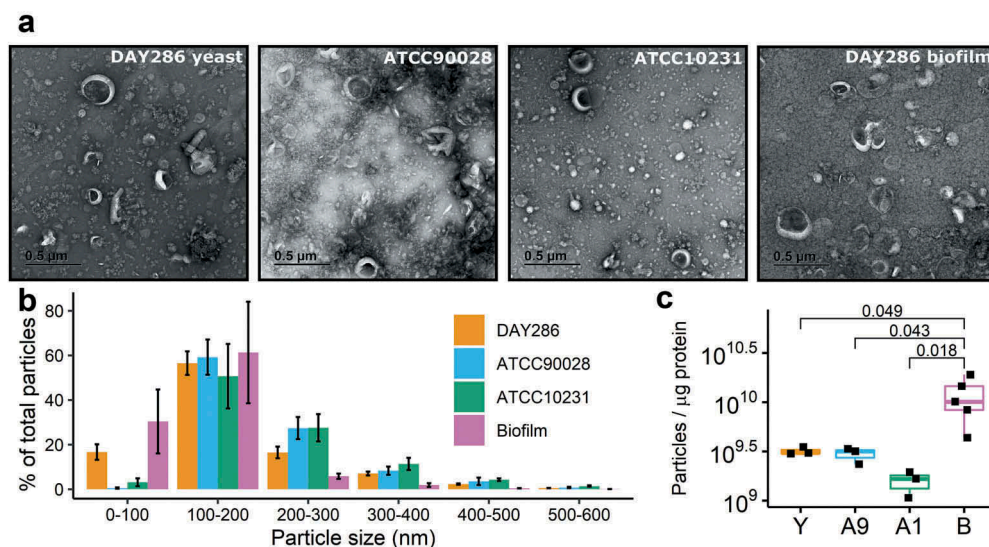 a
DAY286 yeast
ATCC90028
ATCC10231
DAY286 biofilm
0.5 µm
0.5 µm
0.5 µm
0.5 µm
b
% of total particles
80
60
40
20
0
DAY286
ATCC90028
ATCC10231
Biofilm
0-100
100-200
200-300
300-400
400-500
500-600
Particle size (nm)
c
Particles / µg protein
0.049
0.043
0.018
10^10.5
10^10
10^9.5
10^9
Y
A9
A1
B